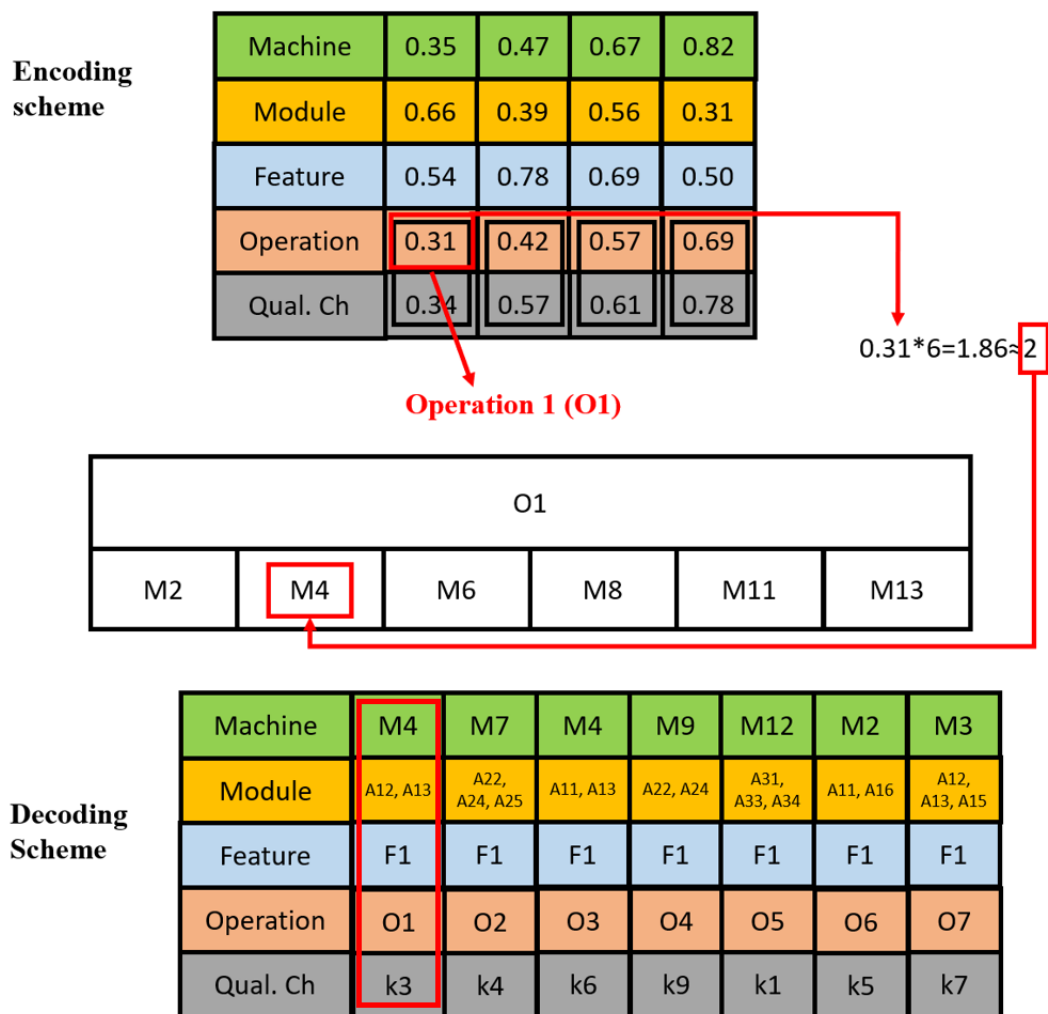 Encoding
scheme
Machine 0.35 0.47 0.67 0.82
Module 0.66 0.39 0.56 0.31
Feature 0.54 0.78 0.69 0.50
Operation 0.31 0.42 0.57 0.69
Qual. Ch 0.34 0.57 0.61 0.78
0.31*6=1.86≈2
Operation 1 (O1)
O1
M2 M4 M6 M8 M11 M13
Decoding
Scheme
Machine M4 M7 M4 M9 M12 M2 M3
Module A12, A13 A22, A24, A25 A11, A13 A22, A24 A31, A33, A34 A11, A16 A12, A13, A15
Feature F1 F1 F1 F1 F1 F1 F1
Operation O1 O2 O3 O4 O5 O6 O7
Qual. Ch k3 k4 k6 k9 k1 k5 k7